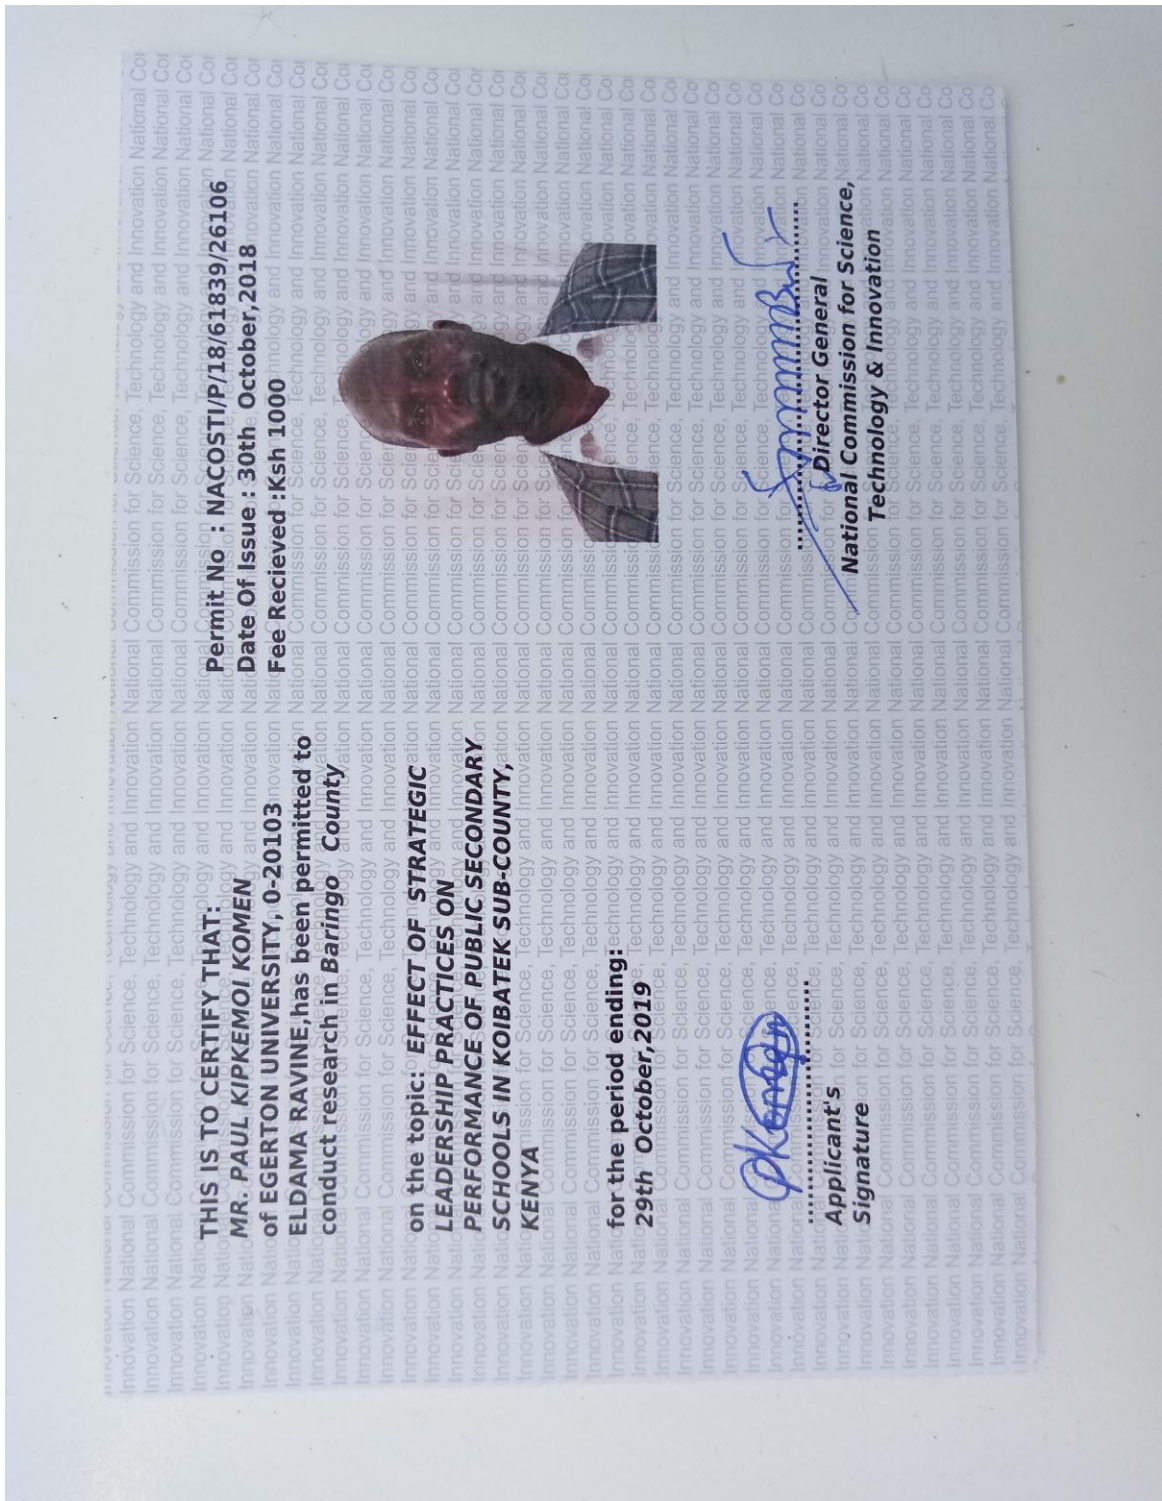 THIS IS TO CERTIFY THAT:
MR. PAUL KIPKEMOI KOMEN
of EGERTON UNIVERSITY, 0-20103
ELDAMA RAVINE,has been permitted to
conduct research in Baringo County
on the topic: EFFECT OF STRATEGIC
LEADERSHIP PRACTICES ON
PERFORMANCE OF PUBLIC SECONDARY
SCHOOLS IN KOIBATEK SUB-COUNTY,
KENYA
for the period ending:
29th October,2019
Applicant's
Signature
Permit No : NACOSTI/P/18/61839/26106
Date Of Issue : 30th October,2018
Fee Recieved :Ksh 1000
Director General
National Commission for Science,
Technology & Innovation